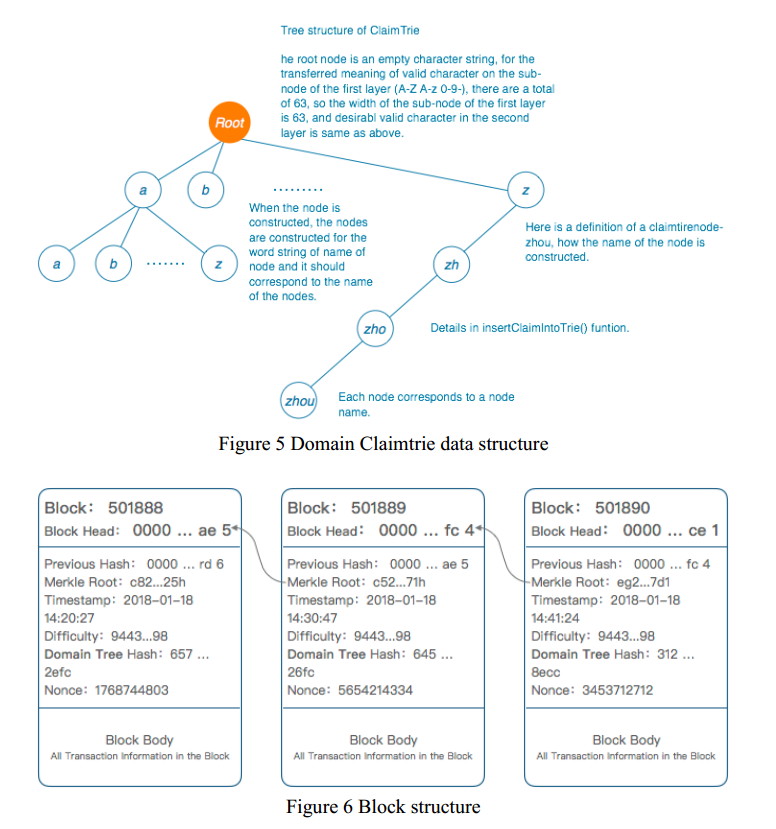 Tree structure of ClaimTrie
he root node is an empty character string, for the
transferred meaning of valid character on the sub-
node of the first layer (A-Z A-z 0-9-), there are a total
of 63, so the width of the sub-node of the first layer
is 63, and desirabl valid character in the second
layer is same as above.
Root
a
b
.........
z
When the node is
constructed, the nodes
are constructed for the
word string of name of
node and it should
correspond to the name
of the nodes.
Here is a definition of a claimtirenode-
zhou, how the name of the node is
constructed.
a
b
.......
z
zh
zho
Details in insertClaimIntoTrie() funtion.
zhou
Each node corresponds to a node
name.
Figure 5 Domain Claimtrie data structure
Block: 501888
Block Head: 0000 ... ae 5
Previous Hash: 0000 ... rd 6
Merkle Root: c82...25h
Timestamp: 2018-01-18
14:20:27
Difficulty: 9443...98
Domain Tree Hash: 657 ...
2efc
Nonce: 1768744803
Block Body
All Transaction Information in the Block
Block: 501889
Block Head: 0000 ... fc 4
Previous Hash: 0000 ... ae 5
Merkle Root: c52...71h
Timestamp: 2018-01-18
14:30:47
Difficulty: 9443...98
Domain Tree Hash: 645 ...
26fc
Nonce: 5654214334
Block Body
All Transaction Information in the Block
Block: 501890
Block Head: 0000 ... ce 1
Previous Hash: 0000 ... fc 4
Merkle Root: eg2...7d1
Timestamp: 2018-01-18
14:41:24
Difficulty: 9443...98
Domain Tree Hash: 312 ...
8ecc
Nonce: 3453712712
Block Body
All Transaction Information in the Block
Figure 6 Block structure